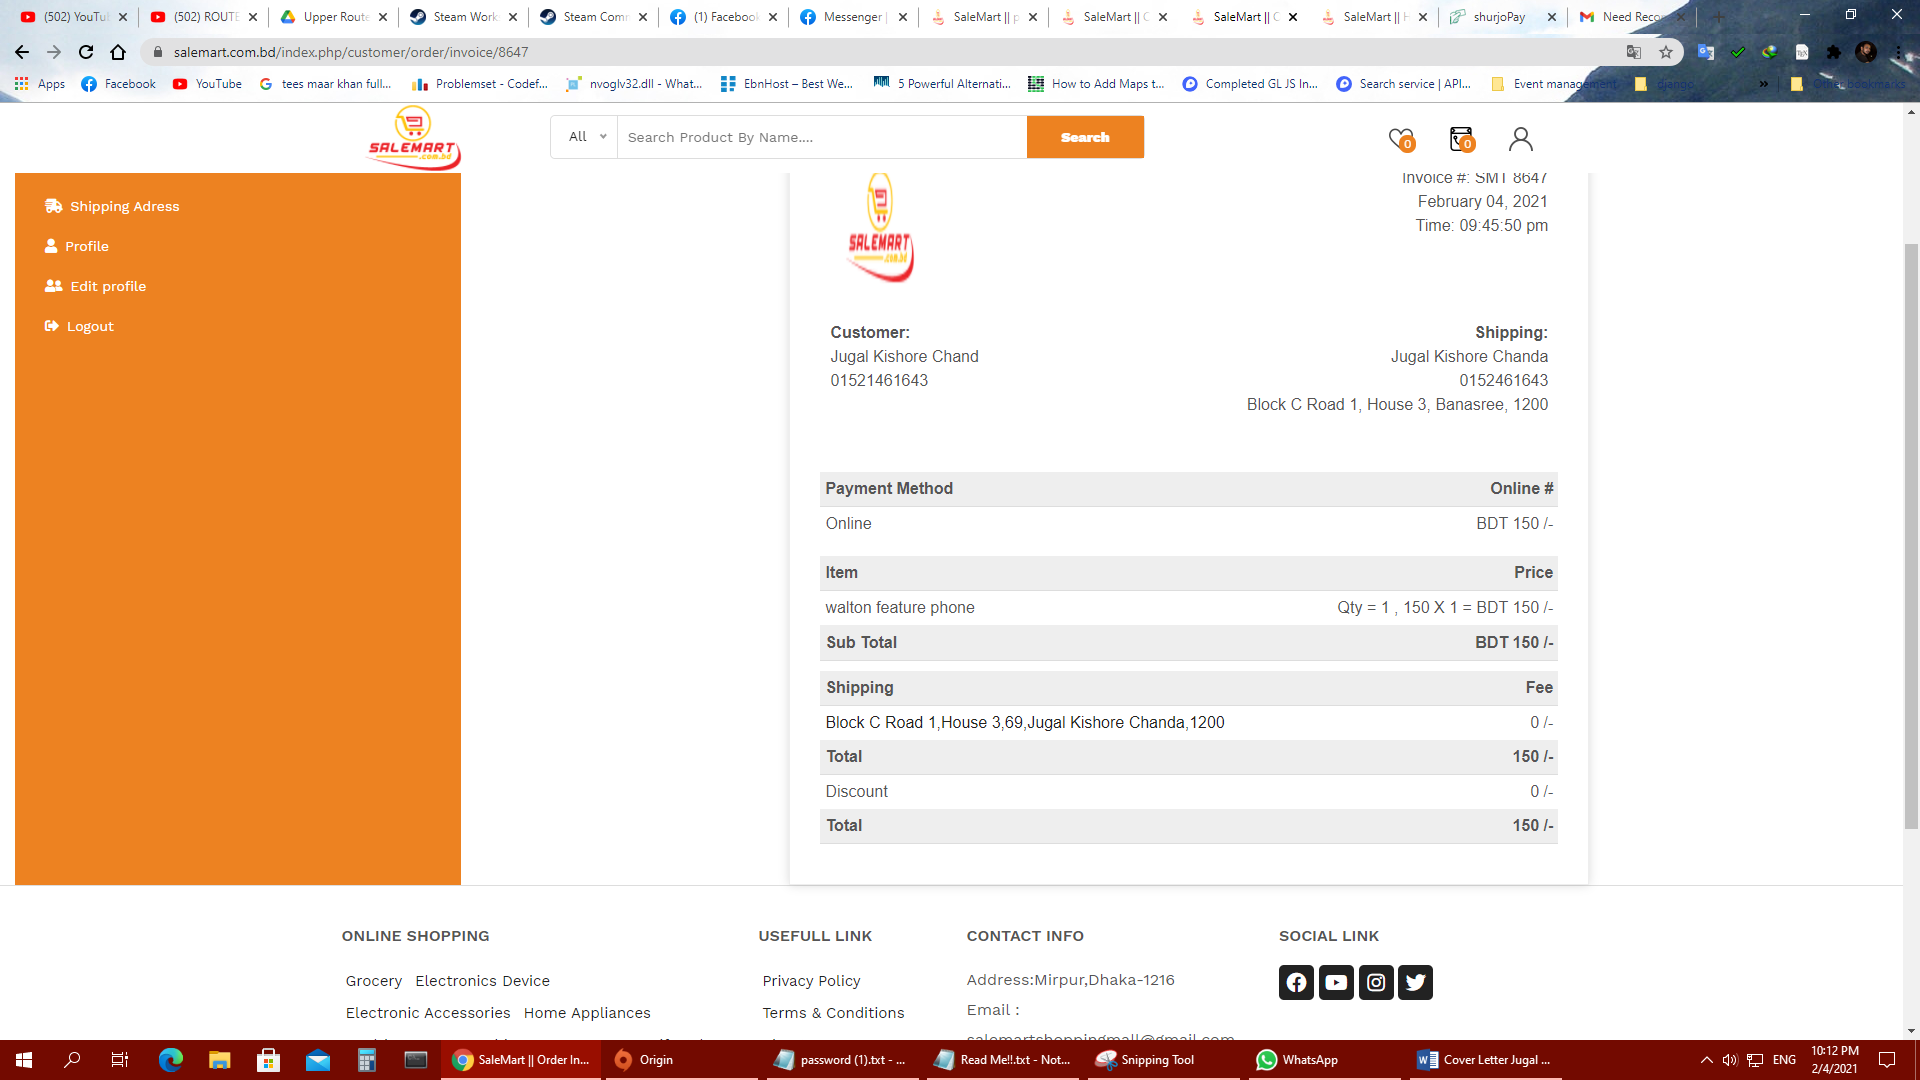 (502) YouTu
(502) ROUTE
Upper Route
Steam Work
Steam Comm
(1) Facebook
Messenger |
SaleMart || p
SaleMart || C
SaleMart || C
SaleMart || H
shurjoPay
Need Reco
salemart.com.bd/index.php/customer/order/invoice/8647
Apps
Facebook
YouTube
tees maar khan full...
Problemset - Codef...
nvoglv32.dll - What...
EbnHost – Best We...
5 Powerful Alternati...
How to Add Maps t...
Completed GL JS In...
Search service | API...
Event management
django
»
Other bookmarks
SALEMART
.com.bd
All
Search Product By Name....
Search
0
0
Shipping Adress
Profile
Edit profile
Logout
SALEMART
.com.bd
Invoice #: SMT 8647
February 04, 2021
Time: 09:45:50 pm
Customer:
Jugal Kishore Chand
01521461643
Shipping:
Jugal Kishore Chanda
0152461643
Block C Road 1, House 3, Banasree, 1200
Payment Method Online #
Online BDT 150 /-
Item Price
walton feature phone Qty = 1 , 150 X 1 = BDT 150 /-
Sub Total BDT 150 /-
Shipping Fee
Block C Road 1,House 3,69,Jugal Kishore Chanda,1200 0 /-
Total 150 /-
Discount 0 /-
Total 150 /-
ONLINE SHOPPING
Grocery Electronics Device
Electronic Accessories Home Appliances
USEFULL LINK
Privacy Policy
Terms & Conditions
CONTACT INFO
Address:Mirpur,Dhaka-1216
Email :
salemartshoppingmall@gmail.com
SOCIAL LINK
SaleMart || Order In...
Origin
password (1).txt - ...
Read Me!!.txt - Not...
Snipping Tool
WhatsApp
Cover Letter Jugal ...
ENG
10:12 PM
2/4/2021